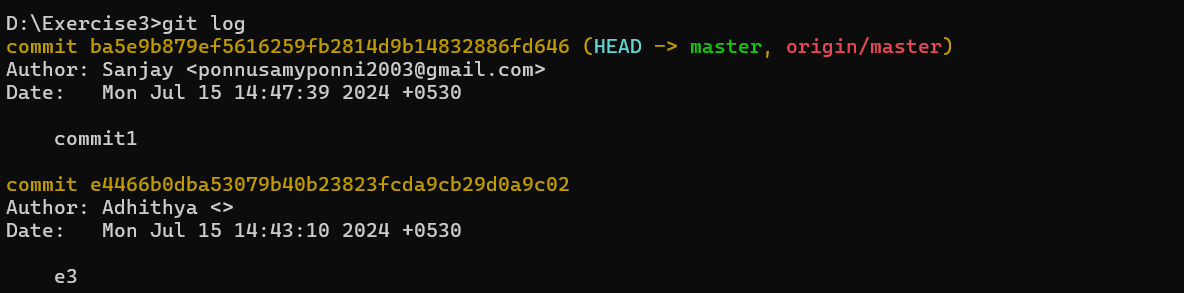 D:\Exercise3>git log
commit ba5e9b879ef5616259fb2814d9b14832886fd646 (HEAD -> master, origin/master)
Author: Sanjay <ponnusamyponni2003@gmail.com>
Date:   Mon Jul 15 14:47:39 2024 +0530
commit1
commit e4466b0dba53079b40b23823fcda9cb29d0a9c02
Author: Adhithya <>
Date:   Mon Jul 15 14:43:10 2024 +0530
e3